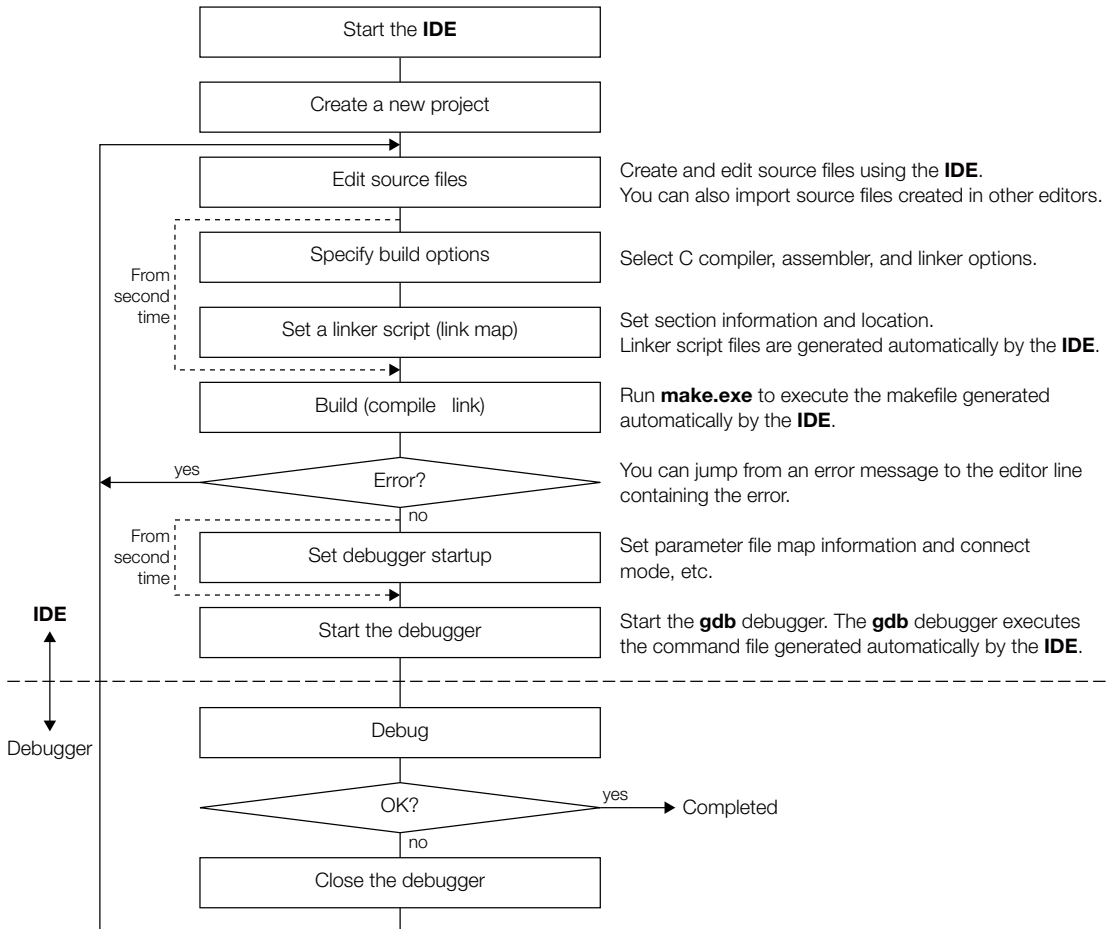 Start the IDE
Create a new project
Edit source files
Create and edit source files using the IDE.
You can also import source files created in other editors.
From
second
time
Specify build options
Select C compiler, assembler, and linker options.
Set a linker script (link map)
Set section information and location.
Linker script files are generated automatically by the IDE.
Build (compile   link)
Run make.exe to execute the makefile generated
automatically by the IDE.
yes
Error?
You can jump from an error message to the editor line
containing the error.
no
From
second
time
Set debugger startup
Set parameter file map information and connect
mode, etc.
IDE
Start the debugger
Start the gdb debugger. The gdb debugger executes
the command file generated automatically by the IDE.
Debugger
Debug
OK?
yes
Completed
no
Close the debugger